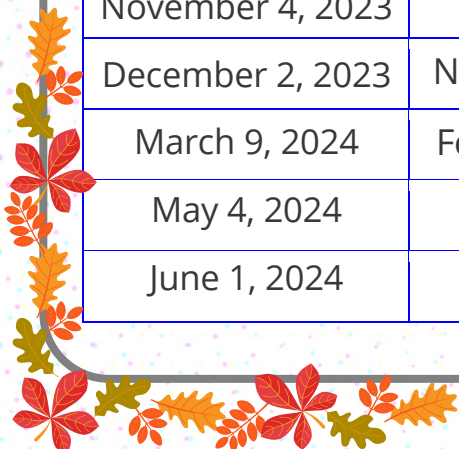 November 4, 2023
December 2, 2023
March 9, 2024
May 4, 2024
June 1, 2024